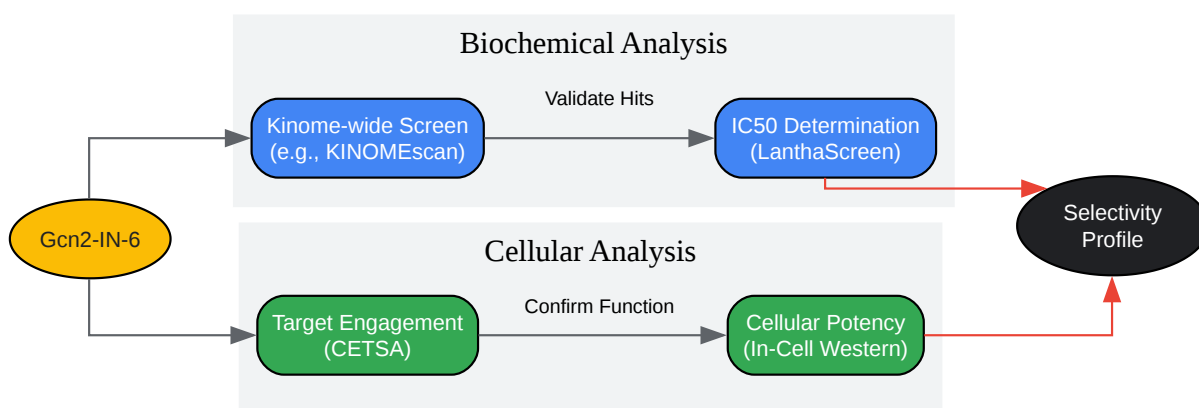 Biochemical Analysis
Validate Hits
Kinome-wide Screen
(e.g., KINOMEscan)
IC50 Determination
(LanthaScreen)
Gcn2-IN-6
Selectivity
Profile
Cellular Analysis
Confirm Function
Target Engagement
(CETSA)
Cellular Potency
(In-Cell Western)